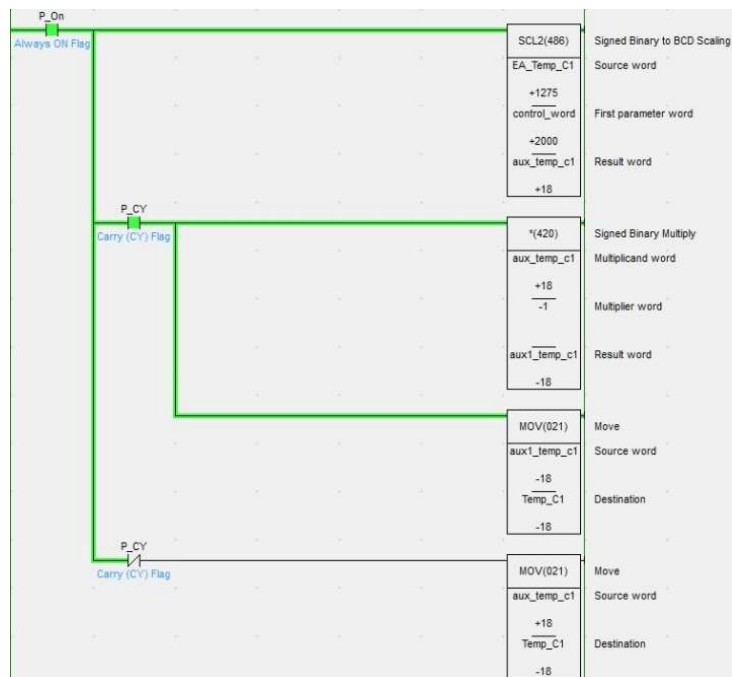 P_On
Always ON Flag
SCL2(486) Signed Binary to BCD Scaling
EA_Temp_C1 Source word
+1275
control_word First parameter word
+2000
aux_temp_c1 Result word
+18
P_CY
Carry (CY) Flag
*(420) Signed Binary Multiply
aux_temp_c1 Multiplicand word
+18
-1 Multiplier word
aux1_temp_c1 Result word
-18
MOV(021) Move
aux1_temp_c1 Source word
-18
Temp_C1 Destination
-18
P_CY
Carry (CY) Flag
MOV(021) Move
aux_temp_c1 Source word
+18
Temp_C1 Destination
-18